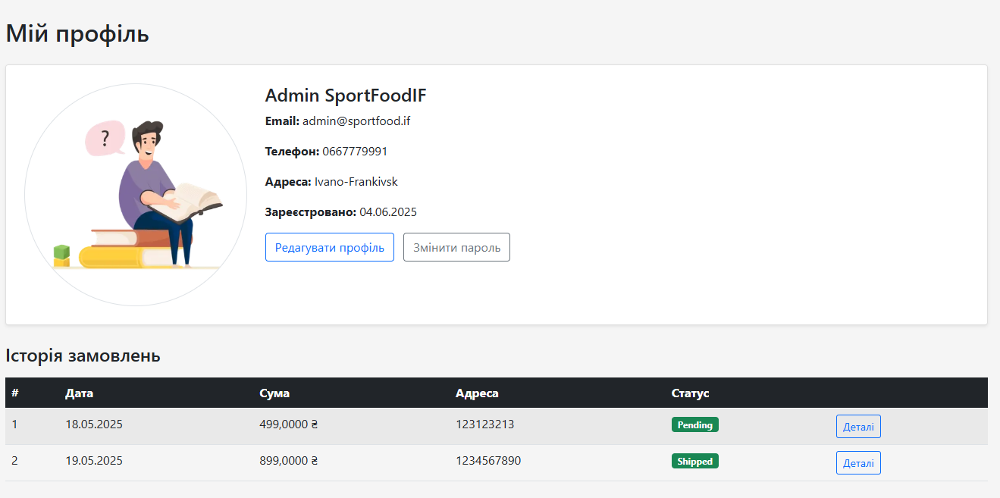 Мій профіль
?
Admin SportFoodIF
Email: admin@sportfood.if
Телефон: 0667779991
Адреса: Ivano-Frankivsk
Зареєстровано: 04.06.2025
Редагувати профіль Змінити пароль
Історія замовлень
# Дата Сума Адреса Статус
1 18.05.2025 499,0000 ₴ 123123213 Pending Деталі
2 19.05.2025 899,0000 ₴ 1234567890 Shipped Деталі